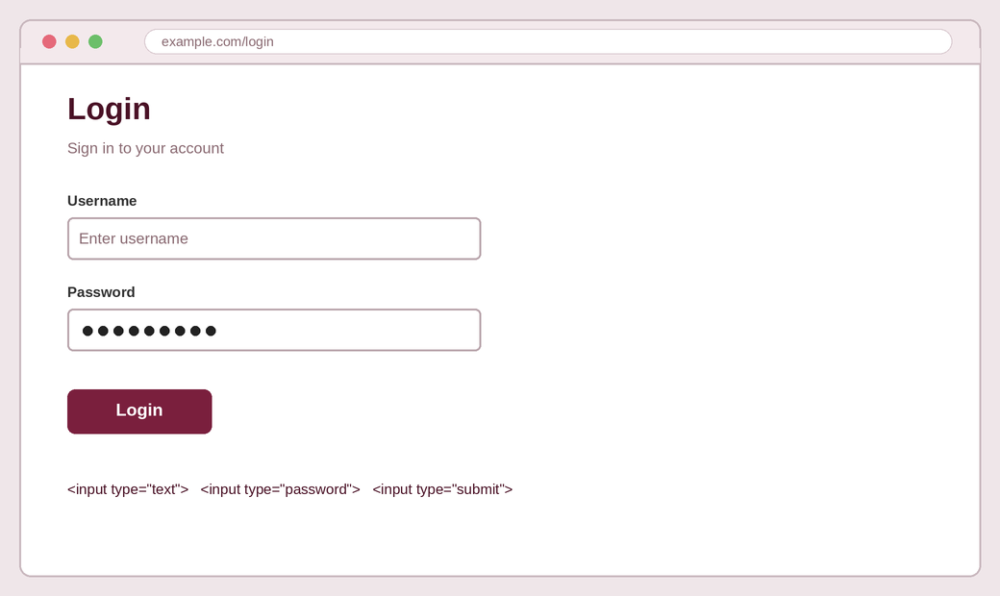 example.com/login
Login
Sign in to your account
Username
Enter username
Password
Login
<input type="text"> <input type="password"> <input type="submit">